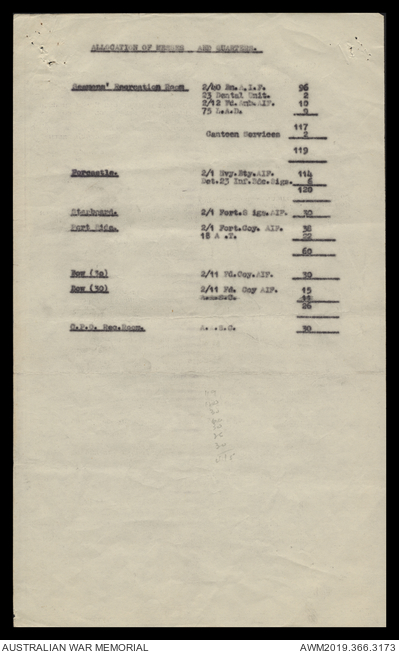 ALLOCATION OF MESSES AND QUARTERS.
Seamens' Recreation Room 2/40 Bn.A.I.F. 96
23 Dental Unit. 2
2/12 Fd.Amb.AIF. 10
75 L.A.D. 9
117
Canteen Services 2
119
Forcastle. 2/1 Hvy.Bty.AIF. 114
Det.23 Inf.Bde.Sigs. 6
120
Starboard. 2/1 Fort.S igs.AIF. 30
Port Side. 2/1 Fort.Coy. AIF. 38
18 A .T. 22
60
Bow 2/11 Fd.Coy.AIF. 30
Bow (30) 2/11 Fd. Coy AIF. 15
A.A.S.C. 11
26
C.P.O. Rec.Room. A.A.S.C. 30
AUSTRALIAN WAR MEMORIAL AWM2019.366.3173